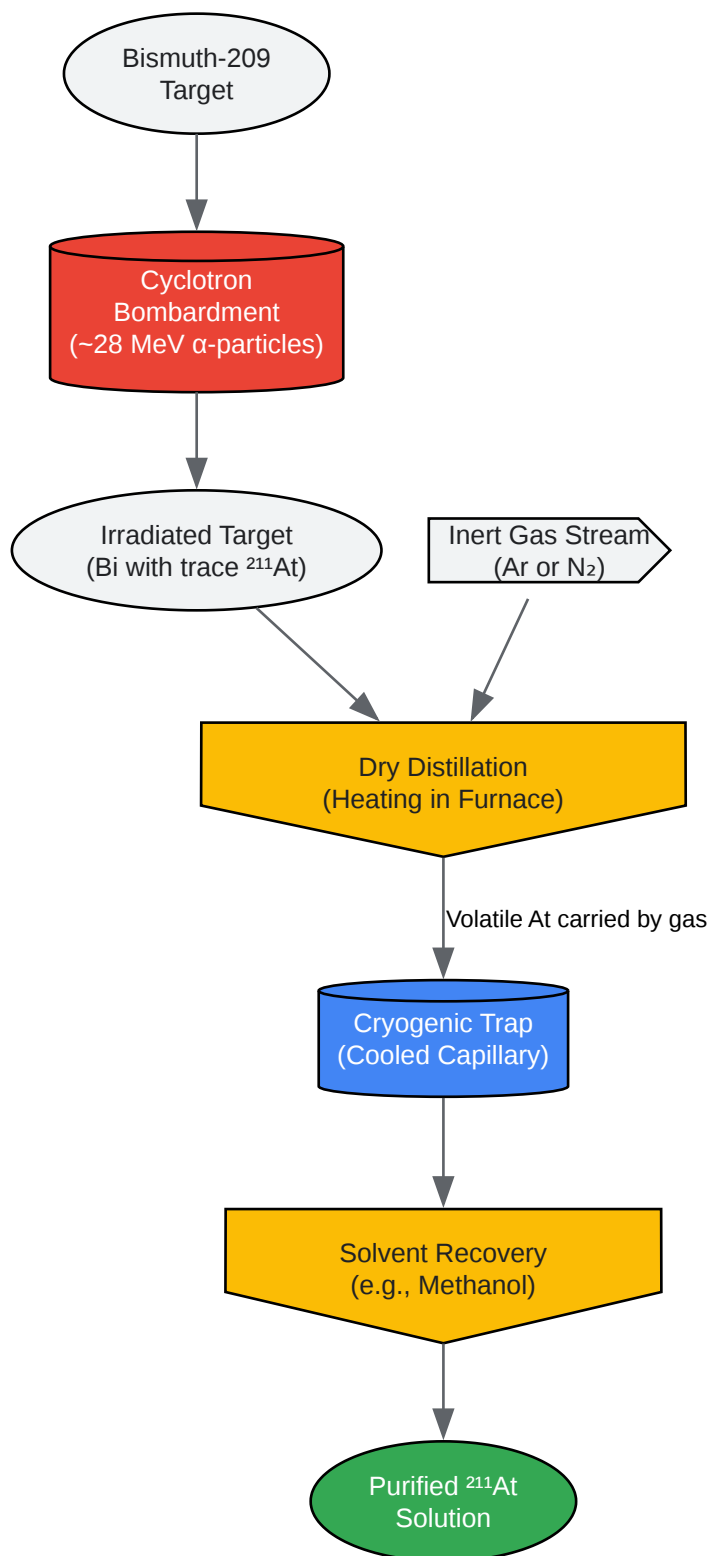 Bismuth-209
Target
Cyclotron
Bombardment
(~28 MeV α-particles)
Irradiated Target
(Bi with trace ²¹¹At)
Inert Gas Stream
(Ar or N₂)
Dry Distillation
(Heating in Furnace)
Volatile At carried by gas
Cryogenic Trap
(Cooled Capillary)
Solvent Recovery
(e.g., Methanol)
Purified ²¹¹At
Solution